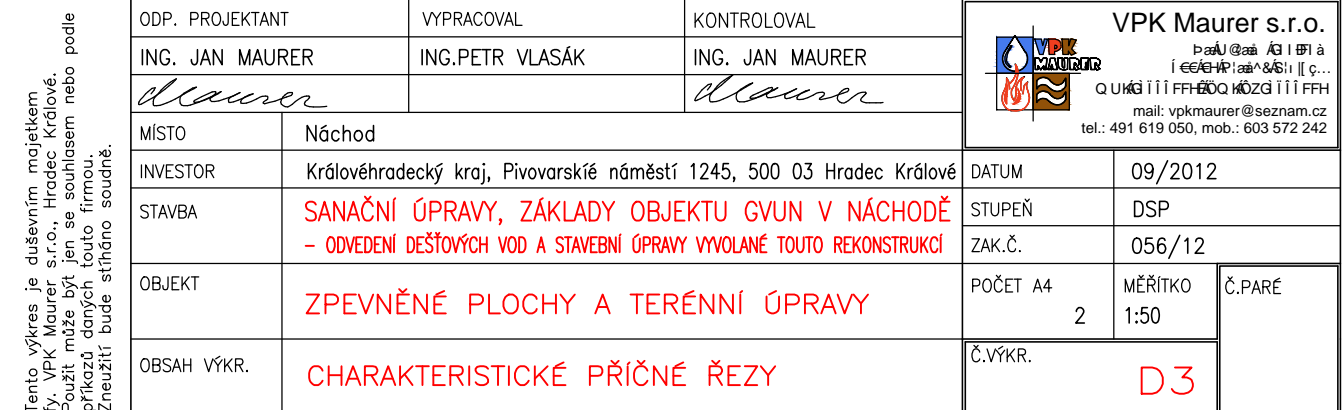 Tento výkres je duševním majetkem
fy. VPK Maurer s.r.o., Hradec Králové.
Použit může být jen se souhlasem nebo podle
příkazů daných touto firmou.
Zneužití bude stíháno soudně.
ODP. PROJEKTANT
VYPRACOVAL
KONTROLOVAL
ING. JAN MAURER
ING.PETR VLASÁK
ING. JAN MAURER
Maurer
Maurer
VPK Maurer s.r.o.
VPK
MAURER
mail: vpkmaurer@seznam.cz
tel.: 491 619 050, mob.: 603 572 242
MÍSTO
Náchod
INVESTOR
Královéhradecký kraj, Pivovarskíé náměstí 1245, 500 03 Hradec Králové
DATUM
09/2012
STAVBA
SANAČNÍ ÚPRAVY, ZÁKLADY OBJEKTU GVUN V NÁCHODĚ
– ODVEDENÍ DEŠŤOVÝCH VOD A STAVEBNÍ ÚPRAVY VYVOLANÉ TOUTO REKONSTRUKCÍ
STUPEŇ
DSP
ZAK.Č.
056/12
OBJEKT
ZPEVNĚNÉ PLOCHY A TERÉNNÍ ÚPRAVY
POČET A4
2
MĚŘÍTKO
1:50
Č.PARÉ
OBSAH VÝKR.
CHARAKTERISTICKÉ PŘÍČNÉ ŘEZY
Č.VÝKR.
D3